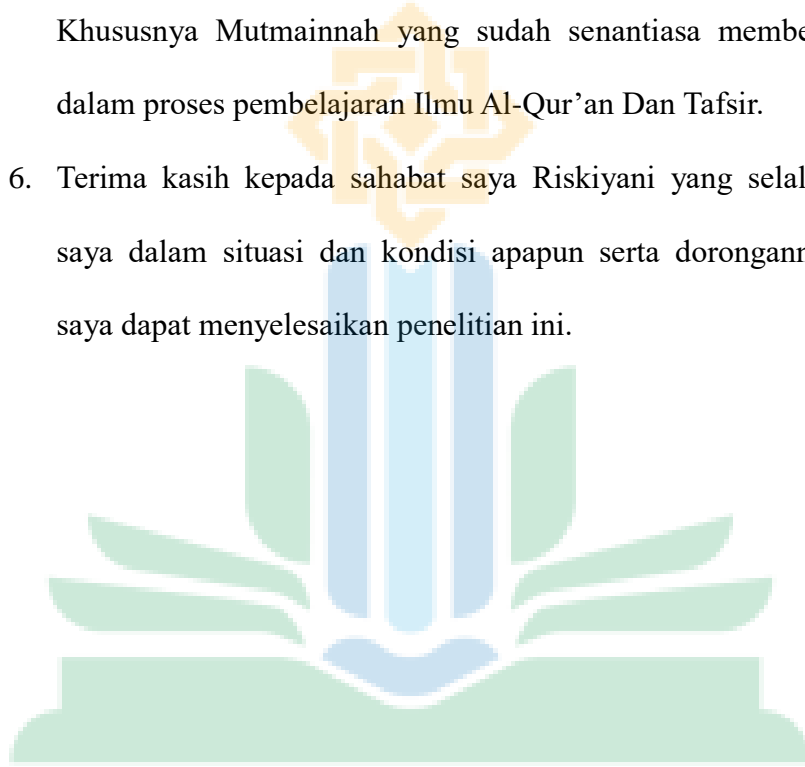 Khususnya Mutmainnah yang sudah senantiasa membe
dalam proses pembelajaran Ilmu Al-Qur’an Dan Tafsir.
6. Terima kasih kepada sahabat saya Riskiyani yang selal
saya dalam situasi dan kondisi apapun serta dorongann
saya dapat menyelesaikan penelitian ini.